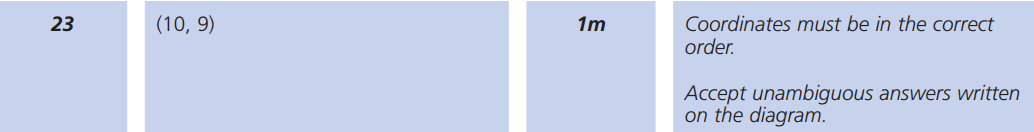 23 (10, 9) 1m Coordinates must be in the correct
order.
Accept unambiguous answers written
on the diagram.